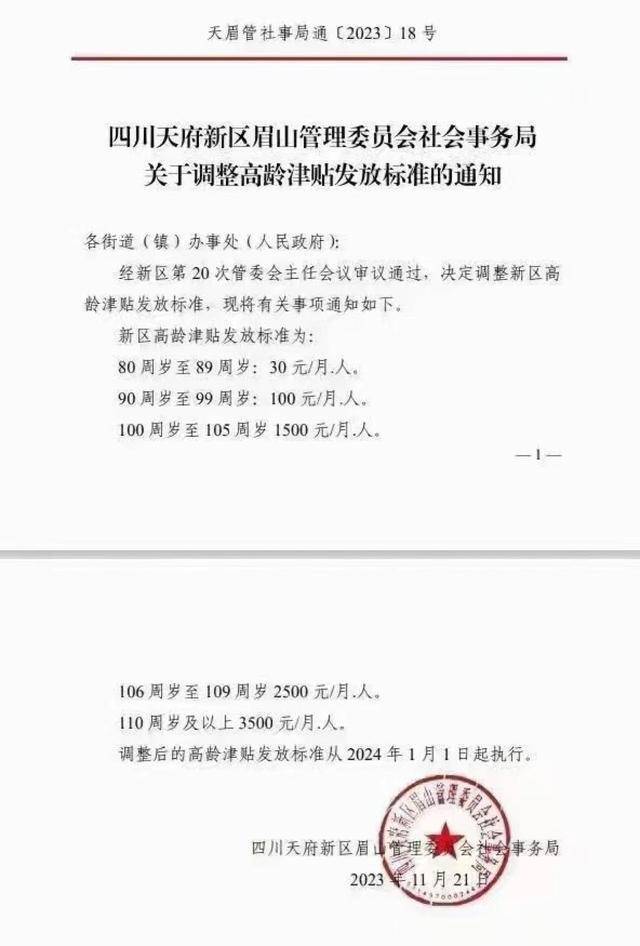 天眉管社事局通〔2023〕18号
四川天府新区眉山管理委员会社会事务局
关于调整高龄津贴发放标准的通知
各街道（镇）办事处（人民政府）：
经新区第20次管委会主任会议审议通过，决定调整新区高
龄津贴发放标准，现将有关事项通知如下。
新区高龄津贴发放标准为：
80周岁至89周岁：30元/月.人。
90周岁至99周岁：100元/月.人。
100周岁至105周岁1500元/月.人。
—1—
106周岁至109周岁2500元/月.人。
110周岁及以上3500元/月.人。
调整后的高龄津贴发放标准从2024年1月1日起执行。
四川天府新区眉山管理委员会社会事务局
四川天府新区眉山管理委员会社会事务局
2023年11月21日